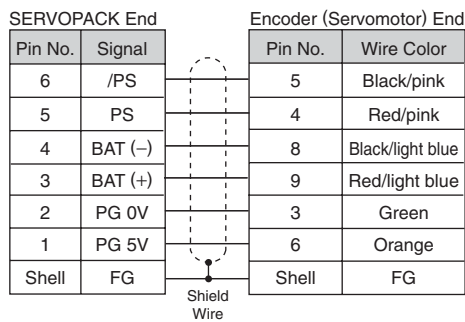 SERVOPACK End Encoder (Servomotor) End
Pin No. Signal Pin No. Wire Color
6 /PS 5 Black/pink
5 PS 4 Red/pink
4 BAT (−) 8 Black/light blue
3 BAT (+) 9 Red/light blue
2 PG 0V 3 Green
1 PG 5V 6 Orange
Shell FG Shell FG
Shield
Wire